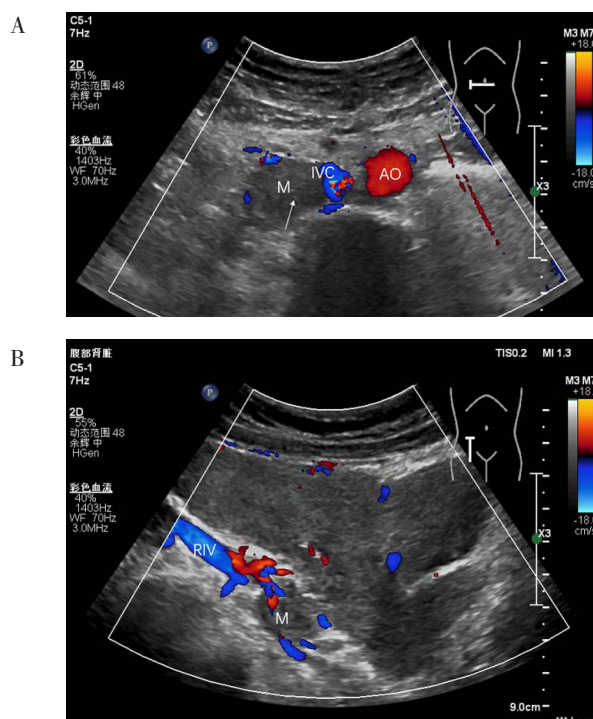 A
C5-1
7Hz
P
M3 M7
+18.0
2D
61%
动态范围 48
余辉 中
HGen
彩色血流
40%
1403Hz
WF 70Hz
3.0MHz
IVC
AO
M
X3
-18.0
cm/s
B
腹部肾脏
TIS0.2 MI 1.3
C5-1
7Hz
P
M3 M7
+18.
2D
55%
动态范围 48
余辉 中
HGen
彩色血流
40%
1403Hz
WF 70Hz
3.0MHz
X3
-18.0
cm/s
RIV
M
9.0cm